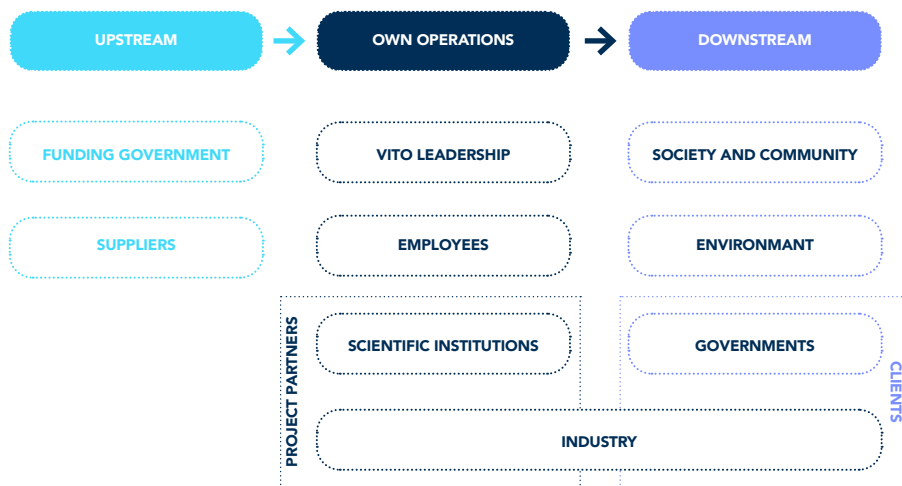 UPSTREAM
OWN OPERATIONS
DOWNSTREAM
FUNDING GOVERNMENT
VITO LEADERSHIP
SOCIETY AND COMMUNITY
SUPPLIERS
EMPLOYEES
ENVIRONMANT
PROJECT PARTNERS
SCIENTIFIC INSTITUTIONS
GOVERNMENTS
CLIENTS
INDUSTRY